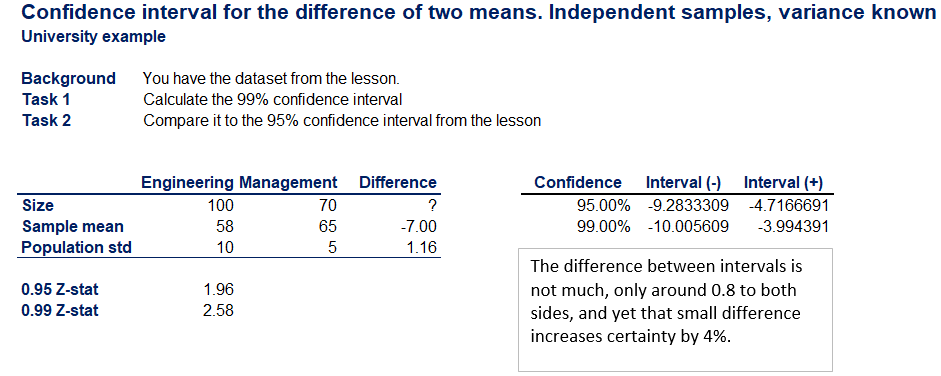 Confidence interval for the difference of two means. Independent samples, variance known
University example
Background You have the dataset from the lesson.
Task 1 Calculate the 99% confidence interval
Task 2 Compare it to the 95% confidence interval from the lesson
Engineering Management Difference
Size 100 70 ?
Sample mean 58 65 -7.00
Population std 10 5 1.16
0.95 Z-stat 1.96
0.99 Z-stat 2.58
Confidence Interval (-) Interval (+)
95.00% -9.2833309 -4.7166691
99.00% -10.005609 -3.994391
The difference between intervals is
not much, only around 0.8 to both
sides, and yet that small difference
increases certainty by 4%.